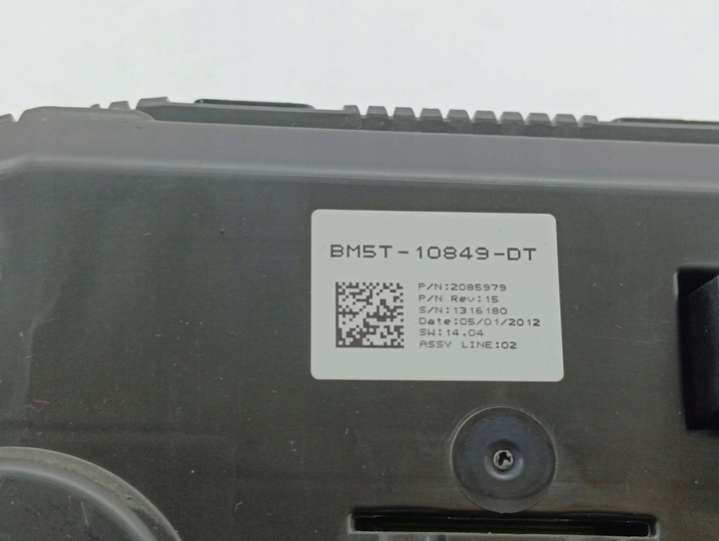 BM5T-10849-DT
P/N:2085979
P/N Rev:15
S/N:1316180
Date:05/01/2012
SW:14.04
ASSY LINE:02